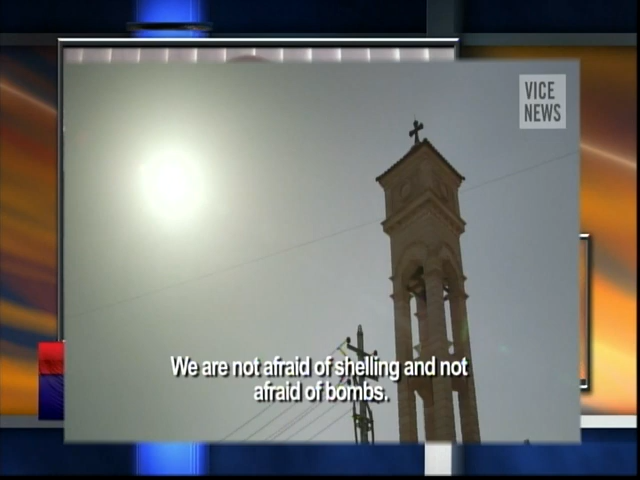 VICE
NEWS
We are not afraid of shelling and not
afraid of bombs.